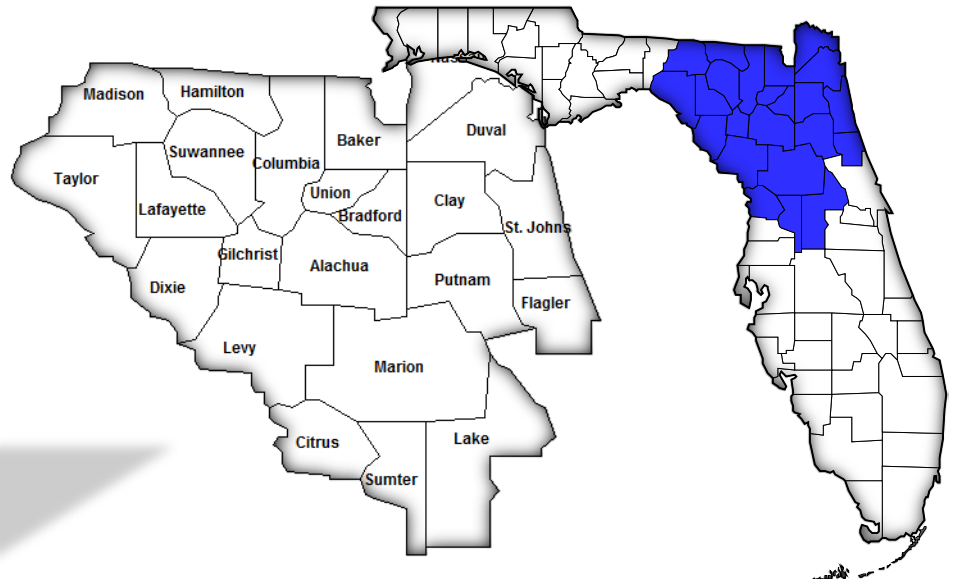 Madison
Hamilton
Duval
Baker
Suwannee
Columbia
Taylor
Union
Lafayette
Clay
Bradford
St. Johns
Gilchrist
Alachua
Putnam
Dixie
Flagler
Levy
Marion
Citrus
Lake
Sumter